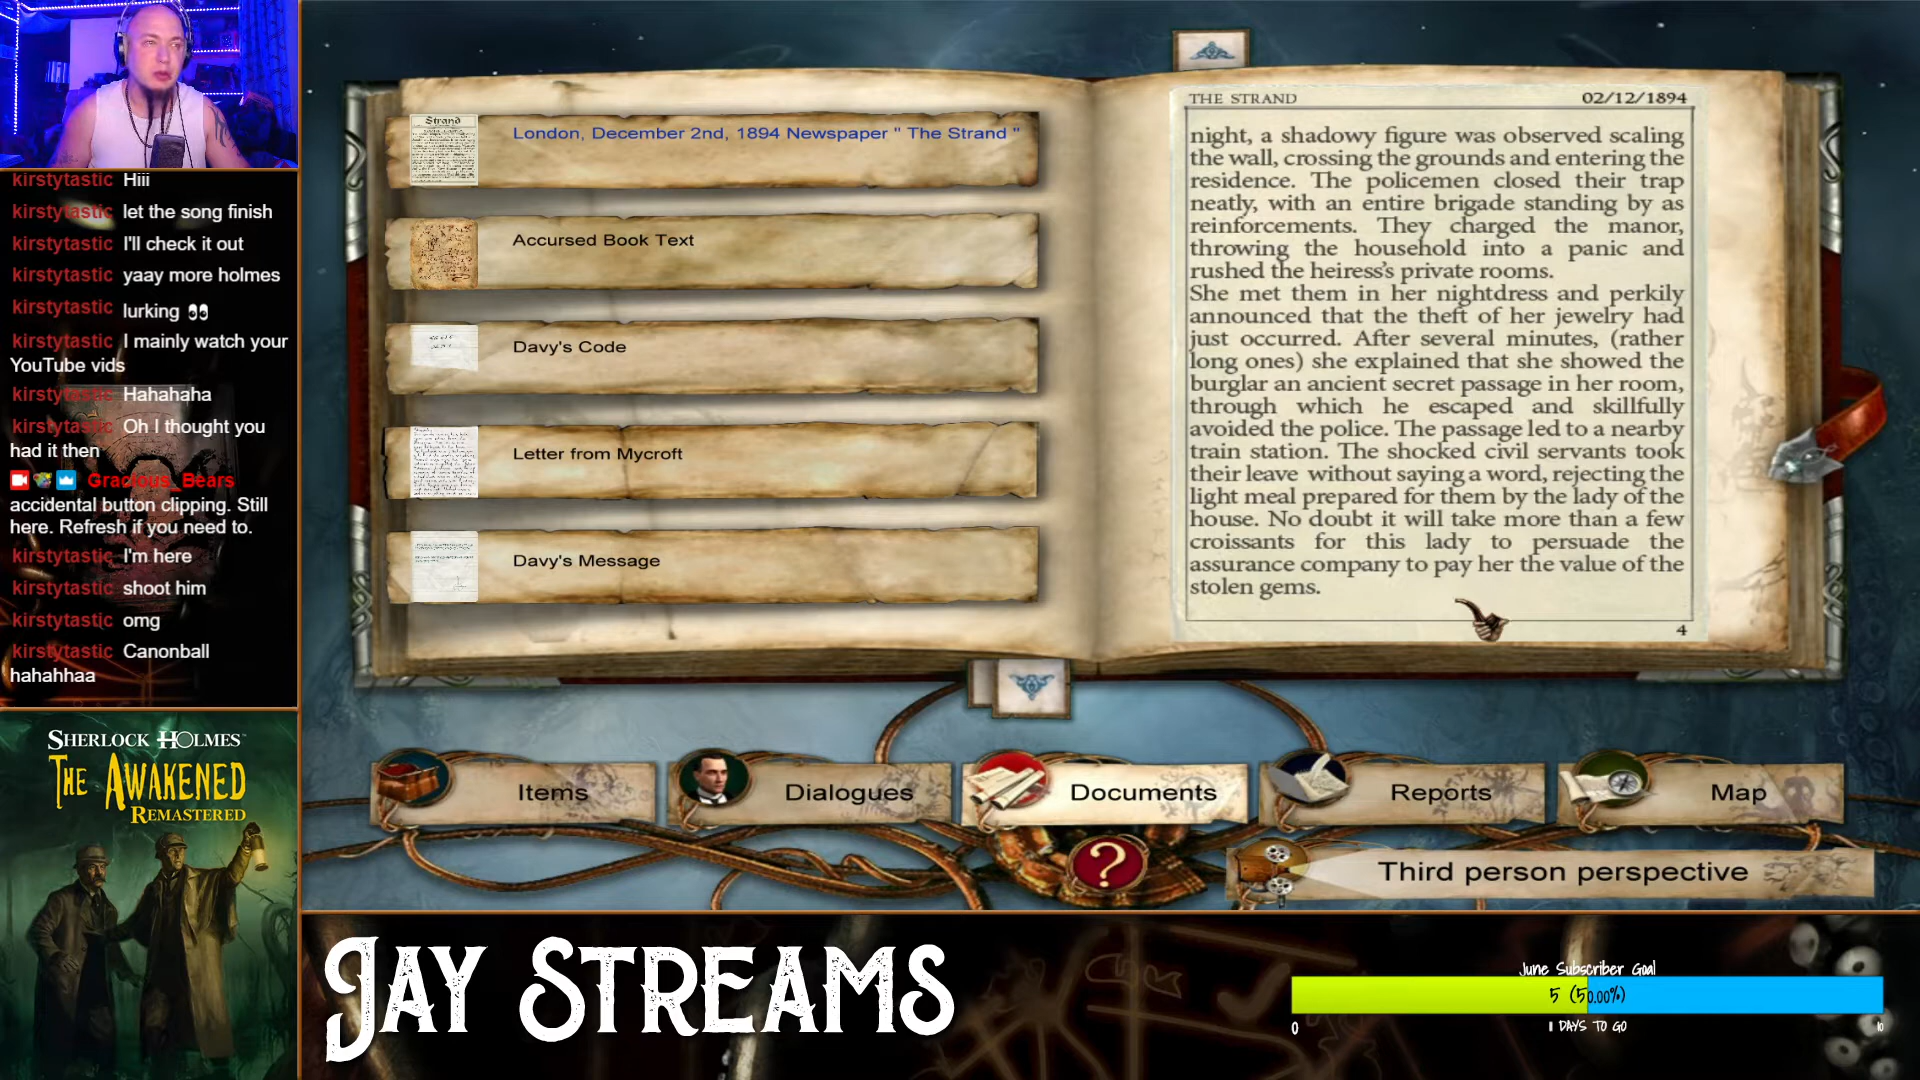 kirstytastic Hiii
kirstytastic let the song finish
kirstytastic I'll check it out
kirstytastic yaay more holmes
kirstytastic lurking 👀
kirstytastic I mainly watch your
YouTube vids
kirstytastic Hahahaha
kirstytastic Oh I thought you
had it then
Gracious_Bears
accidental button clipping. Still
here. Refresh if you need to.
kirstytastic I'm here
kirstytastic shoot him
kirstytastic omg
kirstytastic Canonball
hahahhaa
SHERLOCK HOLMES
THE AWAKENED
REMASTERED
Strand
London, December 2nd, 1894 Newspaper " The Strand "
Accursed Book Text
Davy's Code
Letter from Mycroft
Davy's Message
THE STRAND 02/12/1894
night, a shadowy figure was observed scaling
the wall, crossing the grounds and entering the
residence. The policemen closed their trap
neatly, with an entire brigade standing by as
reinforcements. They charged the manor,
throwing the household into a panic and
rushed the heiress's private rooms.
She met them in her nightdress and perkily
announced that the theft of her jewelry had
just occurred. After several minutes, (rather
long ones) she explained that she showed the
burglar an ancient secret passage in her room,
through which he escaped and skillfully
avoided the police. The passage led to a nearby
train station. The shocked civil servants took
their leave without saying a word, rejecting the
light meal prepared for them by the lady of the
house. No doubt it will take more than a few
croissants for this lady to persuade the
assurance company to pay her the value of the
stolen gems.
4
Items
Dialogues
Documents
Reports
Map
?
Third person perspective
JAY STREAMS
June Subscriber Goal
5 (50.00%)
0
11 DAYS TO GO
10